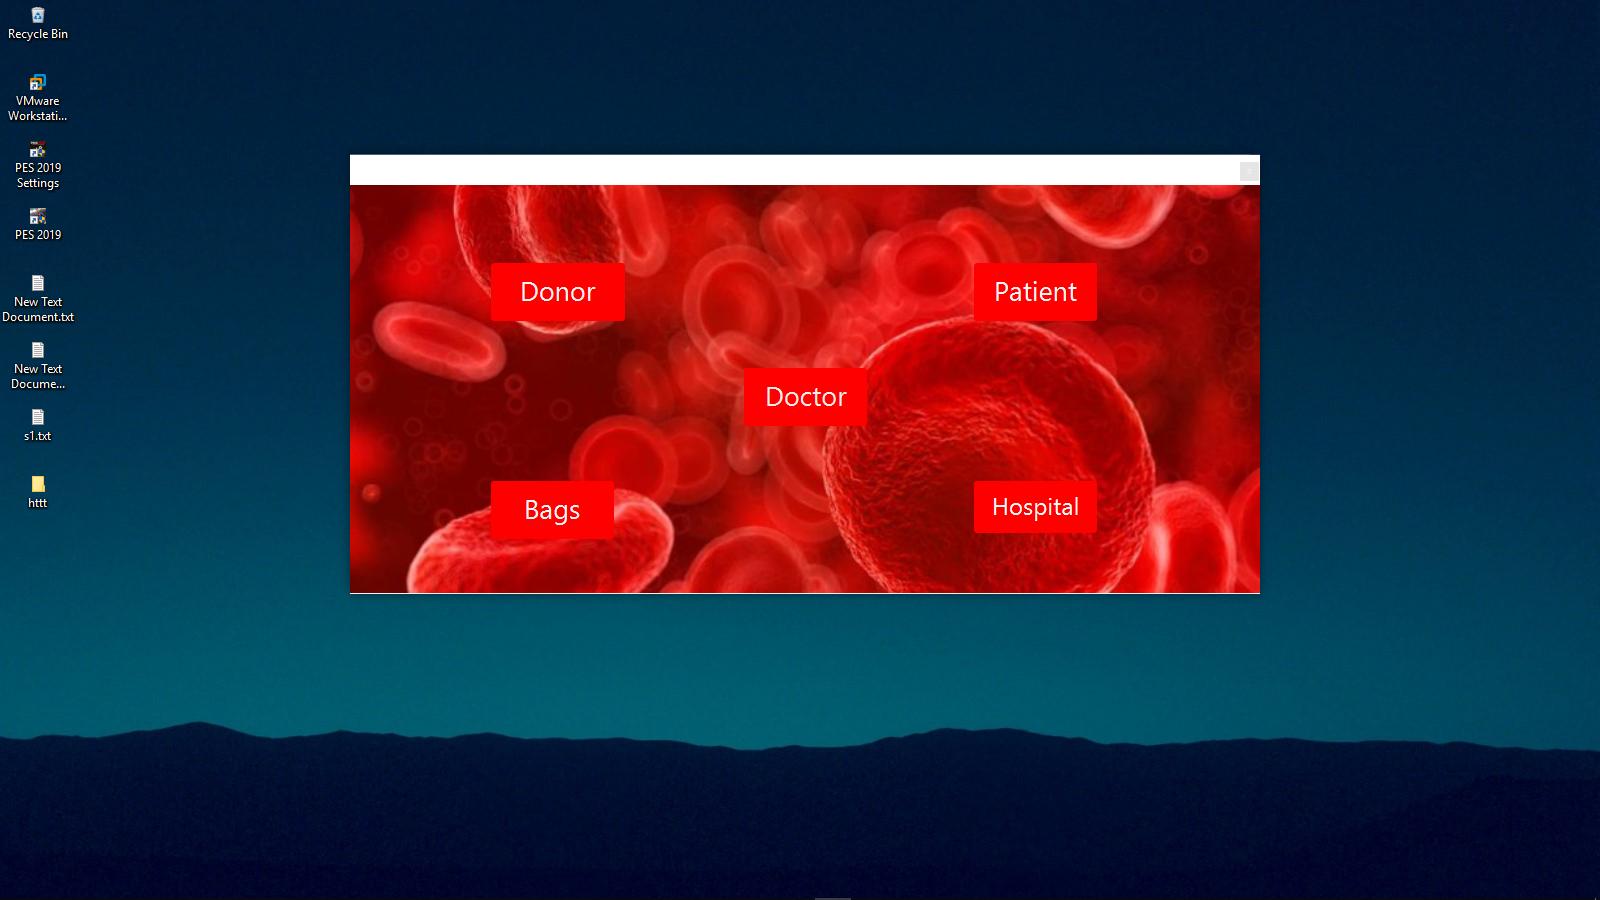 Recycle Bin
VMware
Workstati...
PES 2019
Settings
PES 2019
New Text
Document.txt
New Text
Docume...
s1.txt
httt
Donor
Patient
Doctor
Bags
Hospital